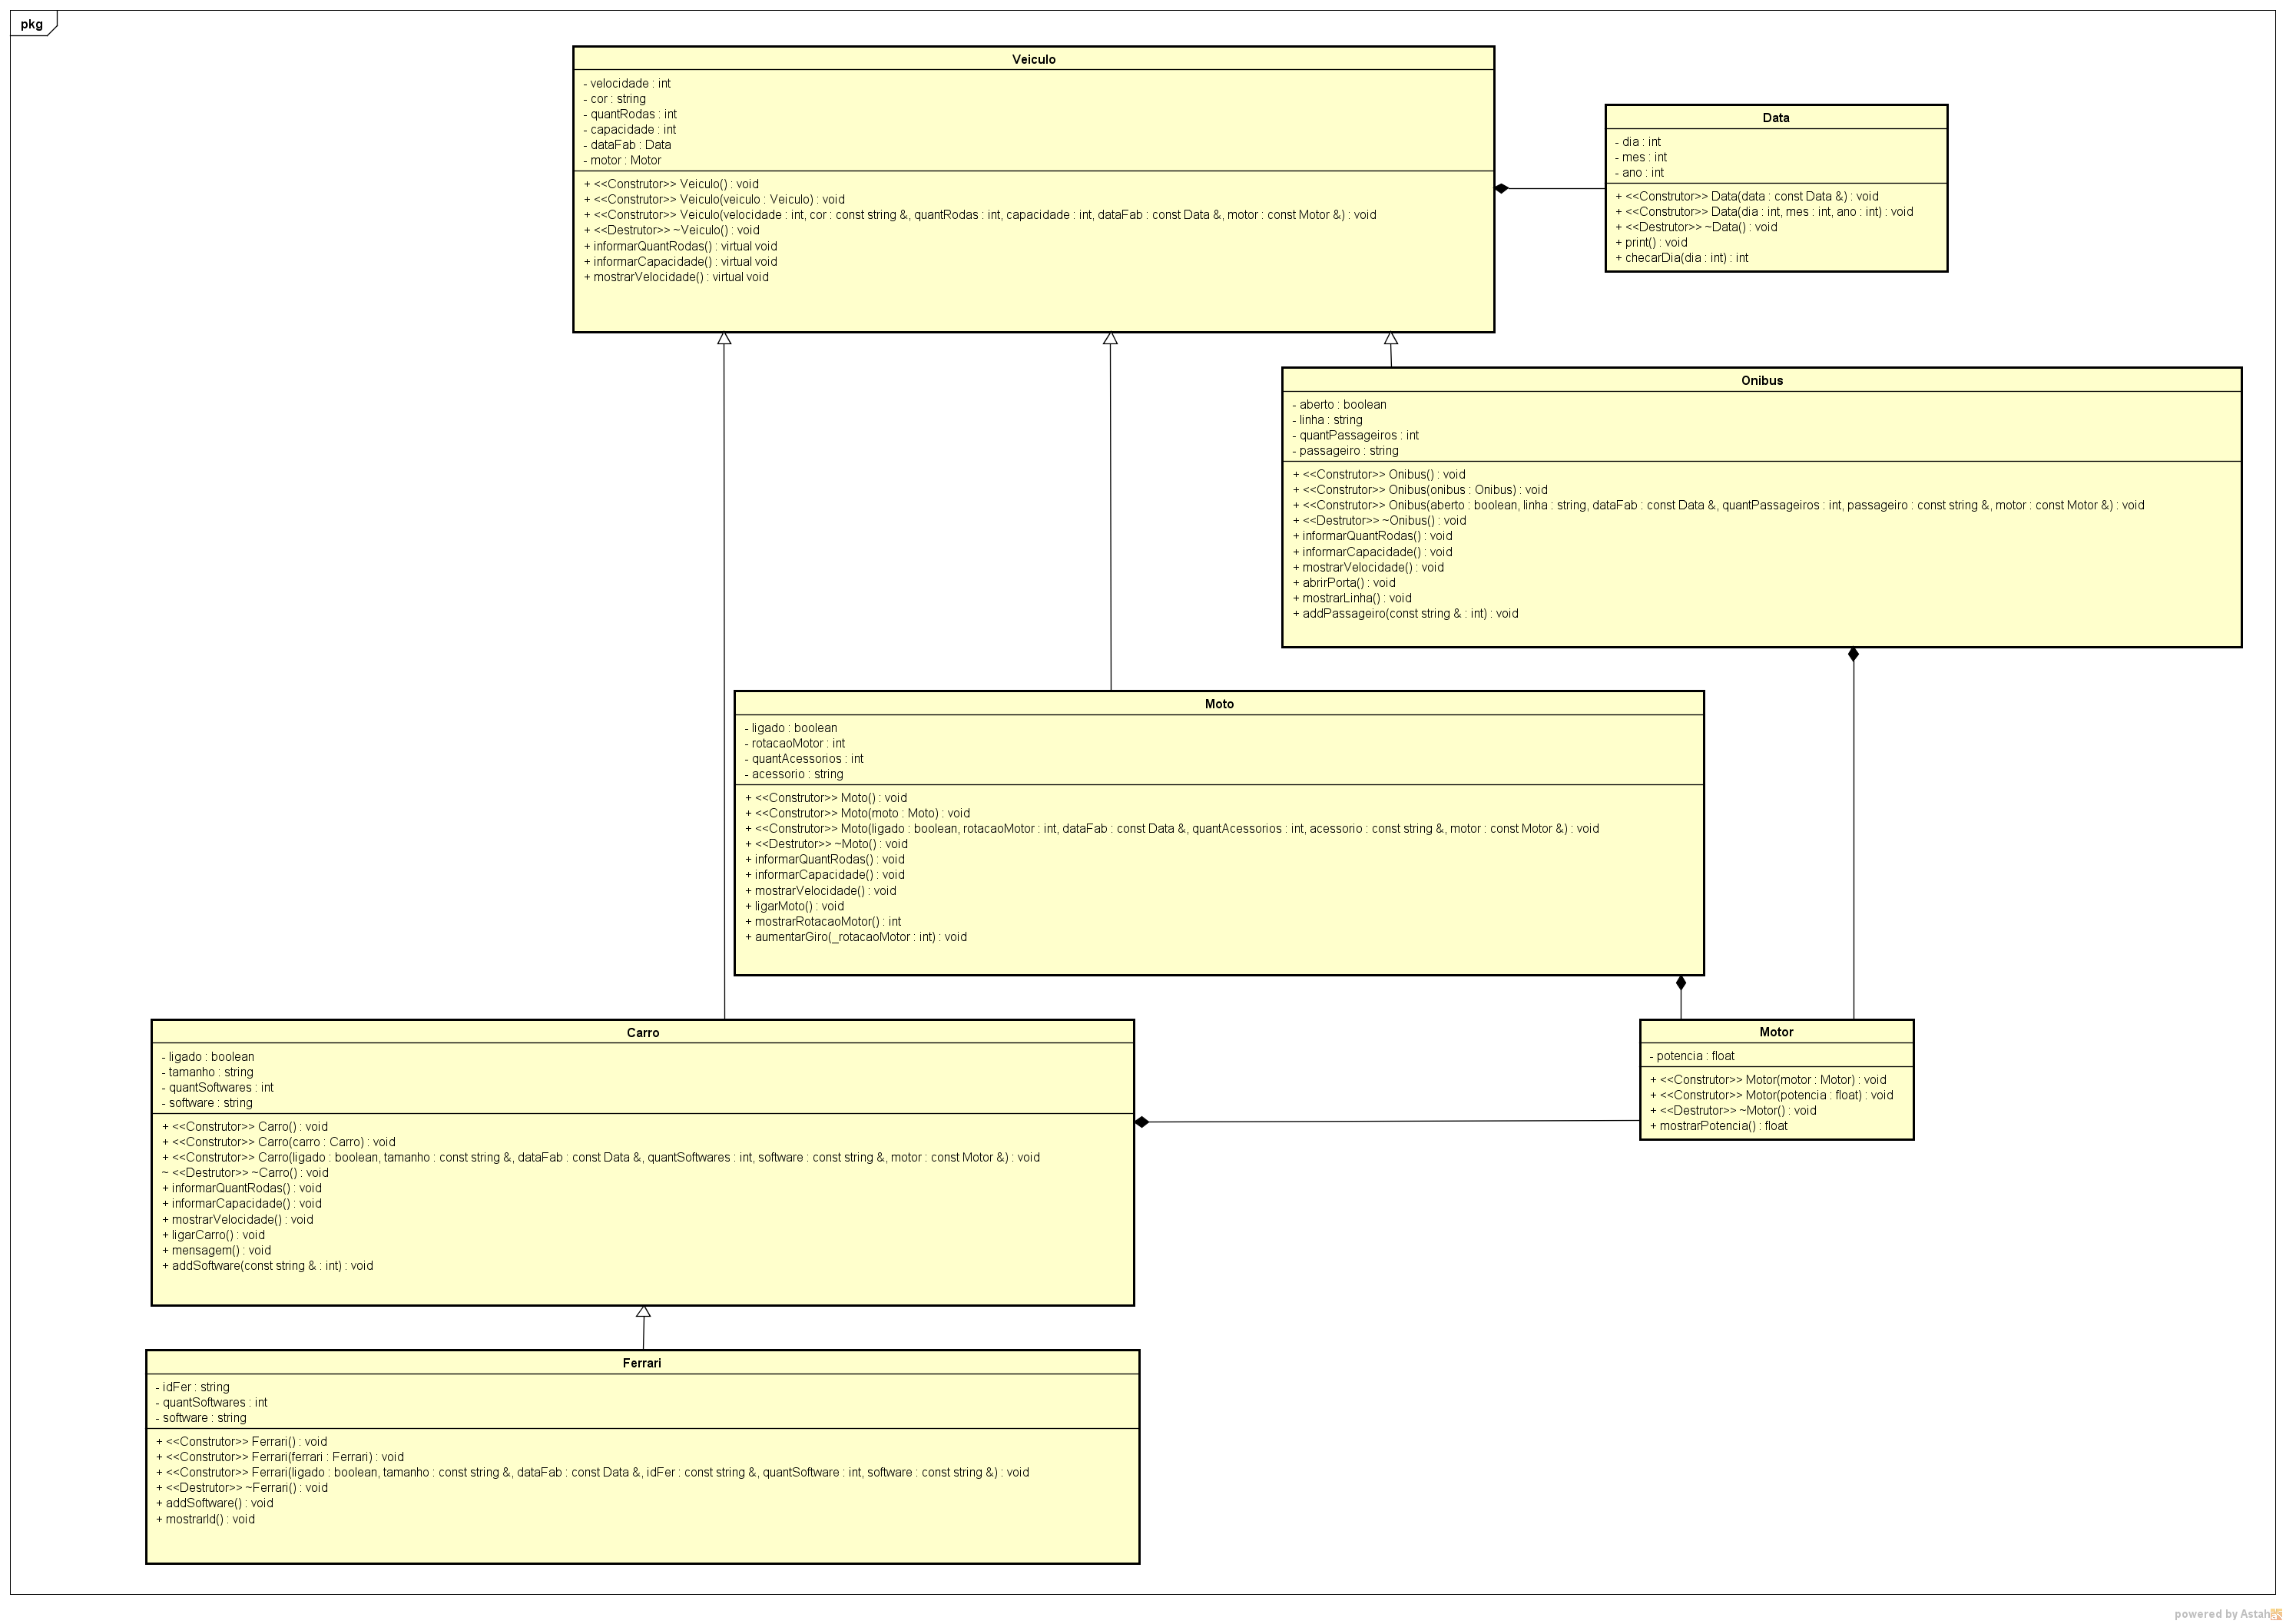 pkg
Veiculo
- velocidade : int
- cor : string
- quantRodas : int
- capacidade : int
- dataFab : Data
- motor : Motor
+ <<Construtor>> Veiculo() : void
+ <<Construtor>> Veiculo(veiculo : Veiculo) : void
+ <<Construtor>> Veiculo(velocidade : int, cor : const string &, quantRodas : int, capacidade : int, dataFab : const Data &, motor : const Motor &) : void
+ <<Destrutor>> ~Veiculo() : void
+ informarQuantRodas() : virtual void
+ informarCapacidade() : virtual void
+ mostrarVelocidade() : virtual void
Data
- dia : int
- mes : int
- ano : int
+ <<Construtor>> Data(data : const Data &) : void
+ <<Construtor>> Data(dia : int, mes : int, ano : int) : void
+ <<Destrutor>> ~Data() : void
+ print() : void
+ checarDia(dia : int) : int
Onibus
- aberto : boolean
- linha : string
- quantPassageiros : int
- passageiro : string
+ <<Construtor>> Onibus() : void
+ <<Construtor>> Onibus(onibus : Onibus) : void
+ <<Construtor>> Onibus(aberto : boolean, linha : string, dataFab : const Data &, quantPassageiros : int, passageiro : const string &, motor : const Motor &) : void
+ <<Destrutor>> ~Onibus() : void
+ informarQuantRodas() : void
+ informarCapacidade() : void
+ mostrarVelocidade() : void
+ abrirPorta() : void
+ mostrarLinha() : void
+ addPassageiro(const string & : int) : void
Moto
- ligado : boolean
- rotacaoMotor : int
- quantAcessorios : int
- acessorio : string
+ <<Construtor>> Moto() : void
+ <<Construtor>> Moto(moto : Moto) : void
+ <<Construtor>> Moto(ligado : boolean, rotacaoMotor : int, dataFab : const Data &, quantAcessorios : int, acessorio : const string &, motor : const Motor &) : void
+ <<Destrutor>> ~Moto() : void
+ informarQuantRodas() : void
+ informarCapacidade() : void
+ mostrarVelocidade() : void
+ ligarMoto() : void
+ mostrarRotacaoMotor() : int
+ aumentarGiro(_rotacaoMotor : int) : void
Carro
- ligado : boolean
- tamanho : string
- quantSoftwares : int
- software : string
+ <<Construtor>> Carro() : void
+ <<Construtor>> Carro(carro : Carro) : void
+ <<Construtor>> Carro(ligado : boolean, tamanho : const string &, dataFab : const Data &, quantSoftwares : int, software : const string &, motor : const Motor &) : void
~ <<Destrutor>> ~Carro() : void
+ informarQuantRodas() : void
+ informarCapacidade() : void
+ mostrarVelocidade() : void
+ ligarCarro() : void
+ mensagem() : void
+ addSoftware(const string & : int) : void
Motor
- potencia : float
+ <<Construtor>> Motor(motor : Motor) : void
+ <<Construtor>> Motor(potencia : float) : void
+ <<Destrutor>> ~Motor() : void
+ mostrarPotencia() : float
Ferrari
- idFer : string
- quantSoftwares : int
- software : string
+ <<Construtor>> Ferrari() : void
+ <<Construtor>> Ferrari(ferrari : Ferrari) : void
+ <<Construtor>> Ferrari(ligado : boolean, tamanho : const string &, dataFab : const Data &, idFer : const string &, quantSoftware : int, software : const string &) : void
+ <<Destrutor>> ~Ferrari() : void
+ addSoftware() : void
+ mostrarId() : void
powered by Astah